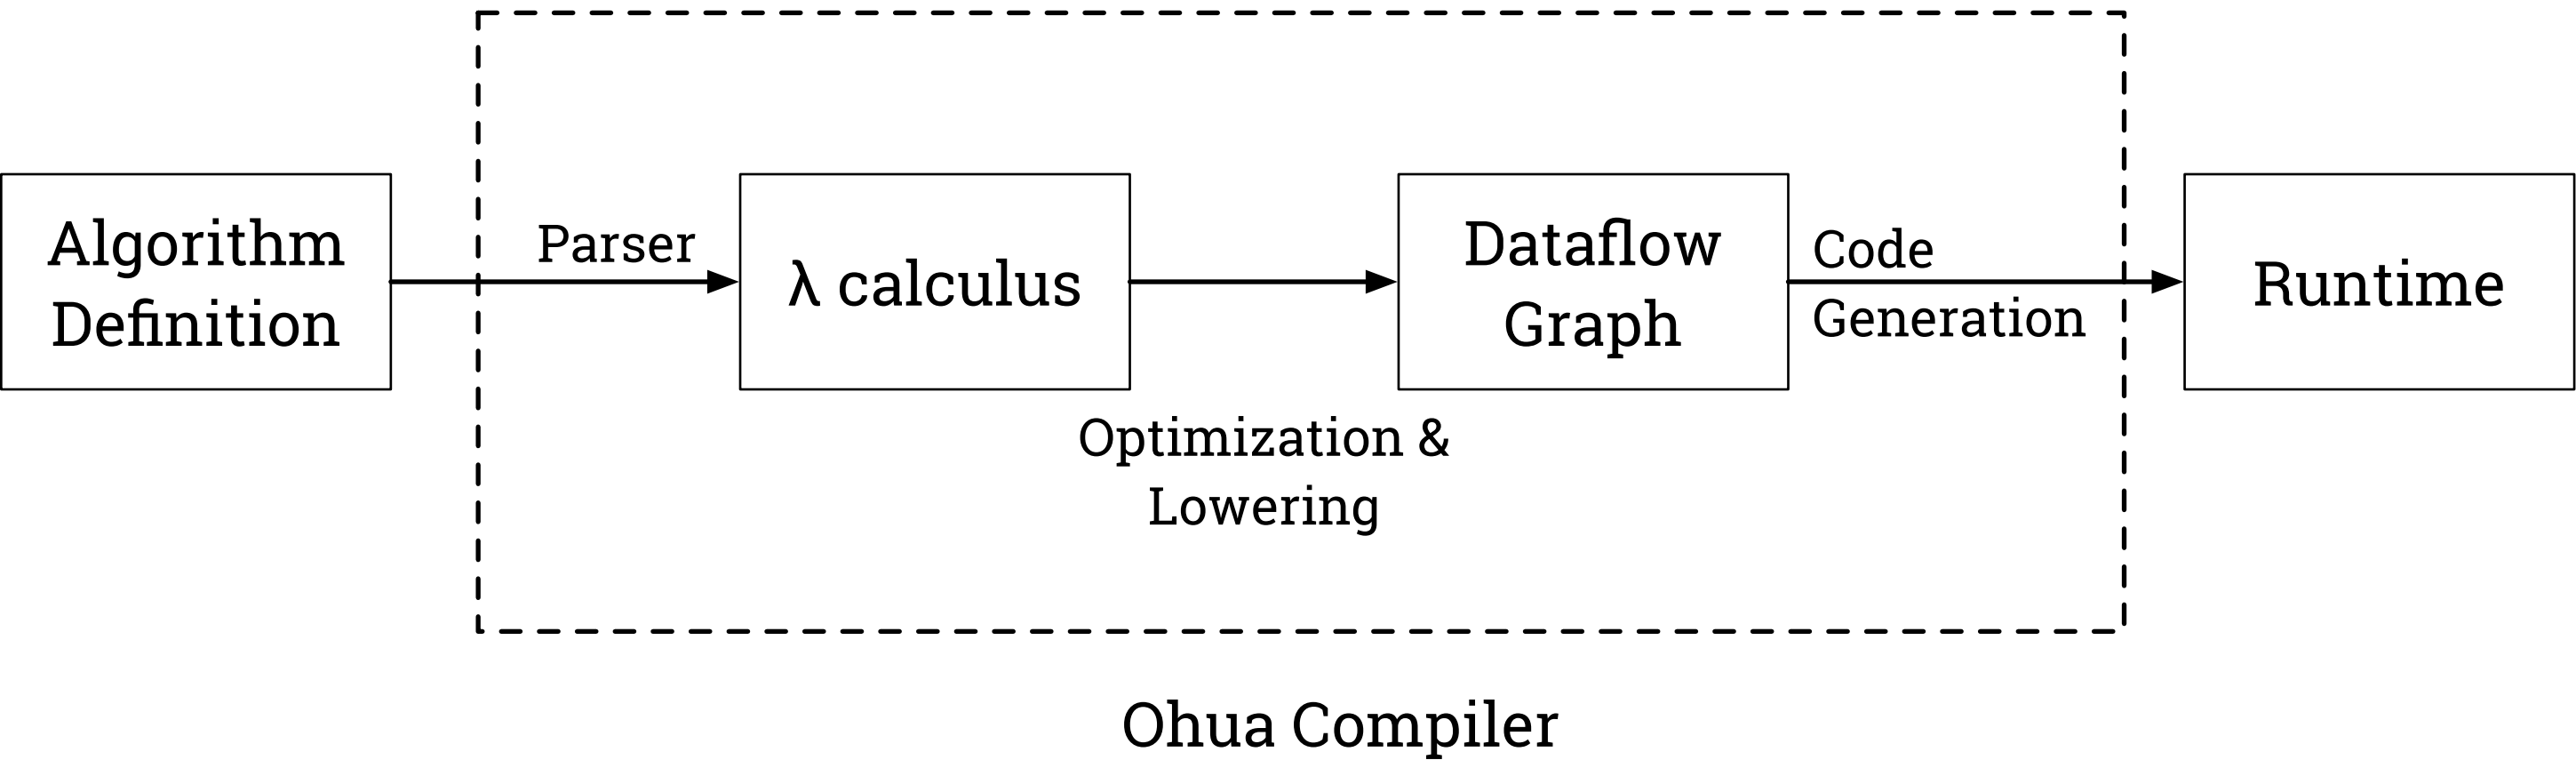 Algorithm
Definition
Parser
λ calculus
Optimization &
Lowering
Dataflow
Graph
Code
Generation
Runtime
Ohua Compiler